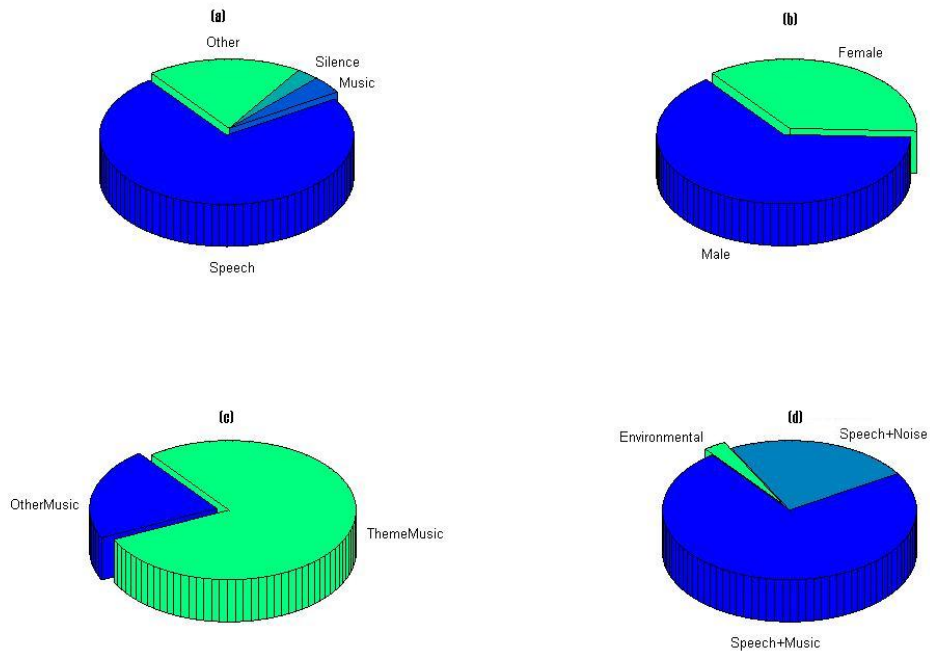 (a)
Other
Silence
Music
Speech
(b)
Female
Male
(c)
OtherMusic
ThemeMusic
(d)
Environmental
Speech+Noise
Speech+Music